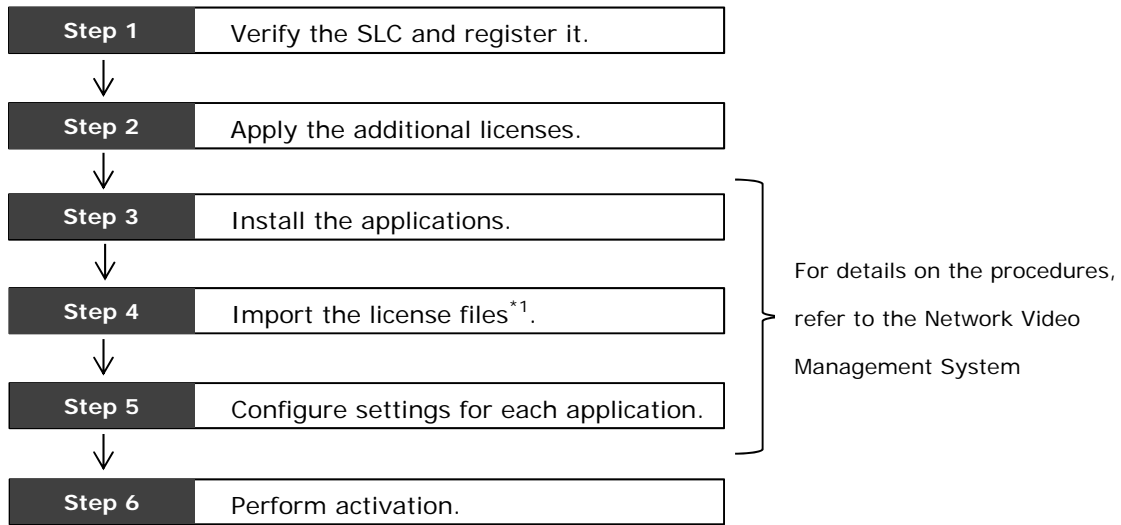 Step 1 Verify the SLC and register it.
Step 2 Apply the additional licenses.
Step 3 Install the applications.
Step 4 Import the license files*1.
Step 5 Configure settings for each application.
Step 6 Perform activation.
For details on the procedures,
refer to the Network Video
Management System